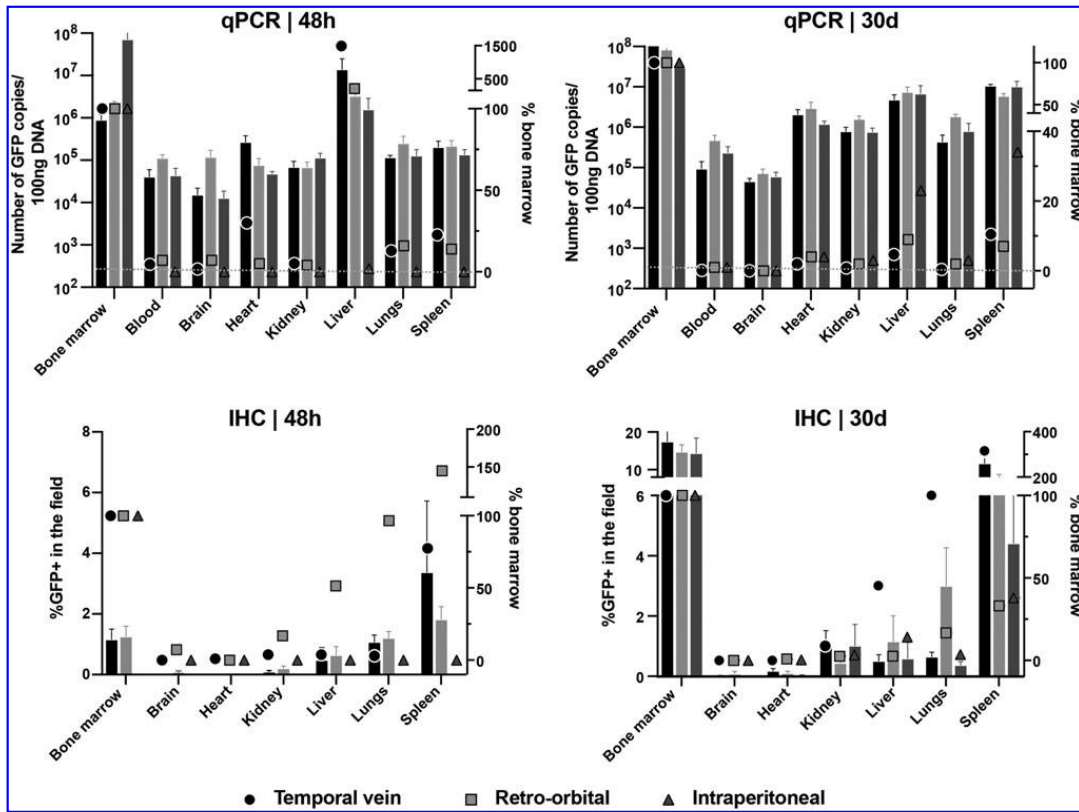 qPCR | 48h
Number of GFP copies/
100ng DNA
10⁸
10⁷
10⁶
10⁵
10⁴
10³
10²
1500
500
100
50
0
% bone marrow
Bone marrow
Blood
Brain
Heart
Kidney
Liver
Lungs
Spleen
qPCR | 30d
Number of GFP copies/
100ng DNA
10⁸
10⁷
10⁶
10⁵
10⁴
10³
10²
100
50
40
20
0
% bone marrow
Bone marrow
Blood
Brain
Heart
Kidney
Liver
Lungs
Spleen
IHC | 48h
%GFP+ in the field
8
6
4
2
0
200
150
100
50
0
% bone marrow
Bone marrow
Brain
Heart
Kidney
Liver
Lungs
Spleen
IHC | 30d
%GFP+ in the field
20
10
6
4
2
0
400
200
100
50
0
% bone marrow
Bone marrow
Brain
Heart
Kidney
Liver
Lungs
Spleen
Temporal vein
Retro-orbital
Intraperitoneal